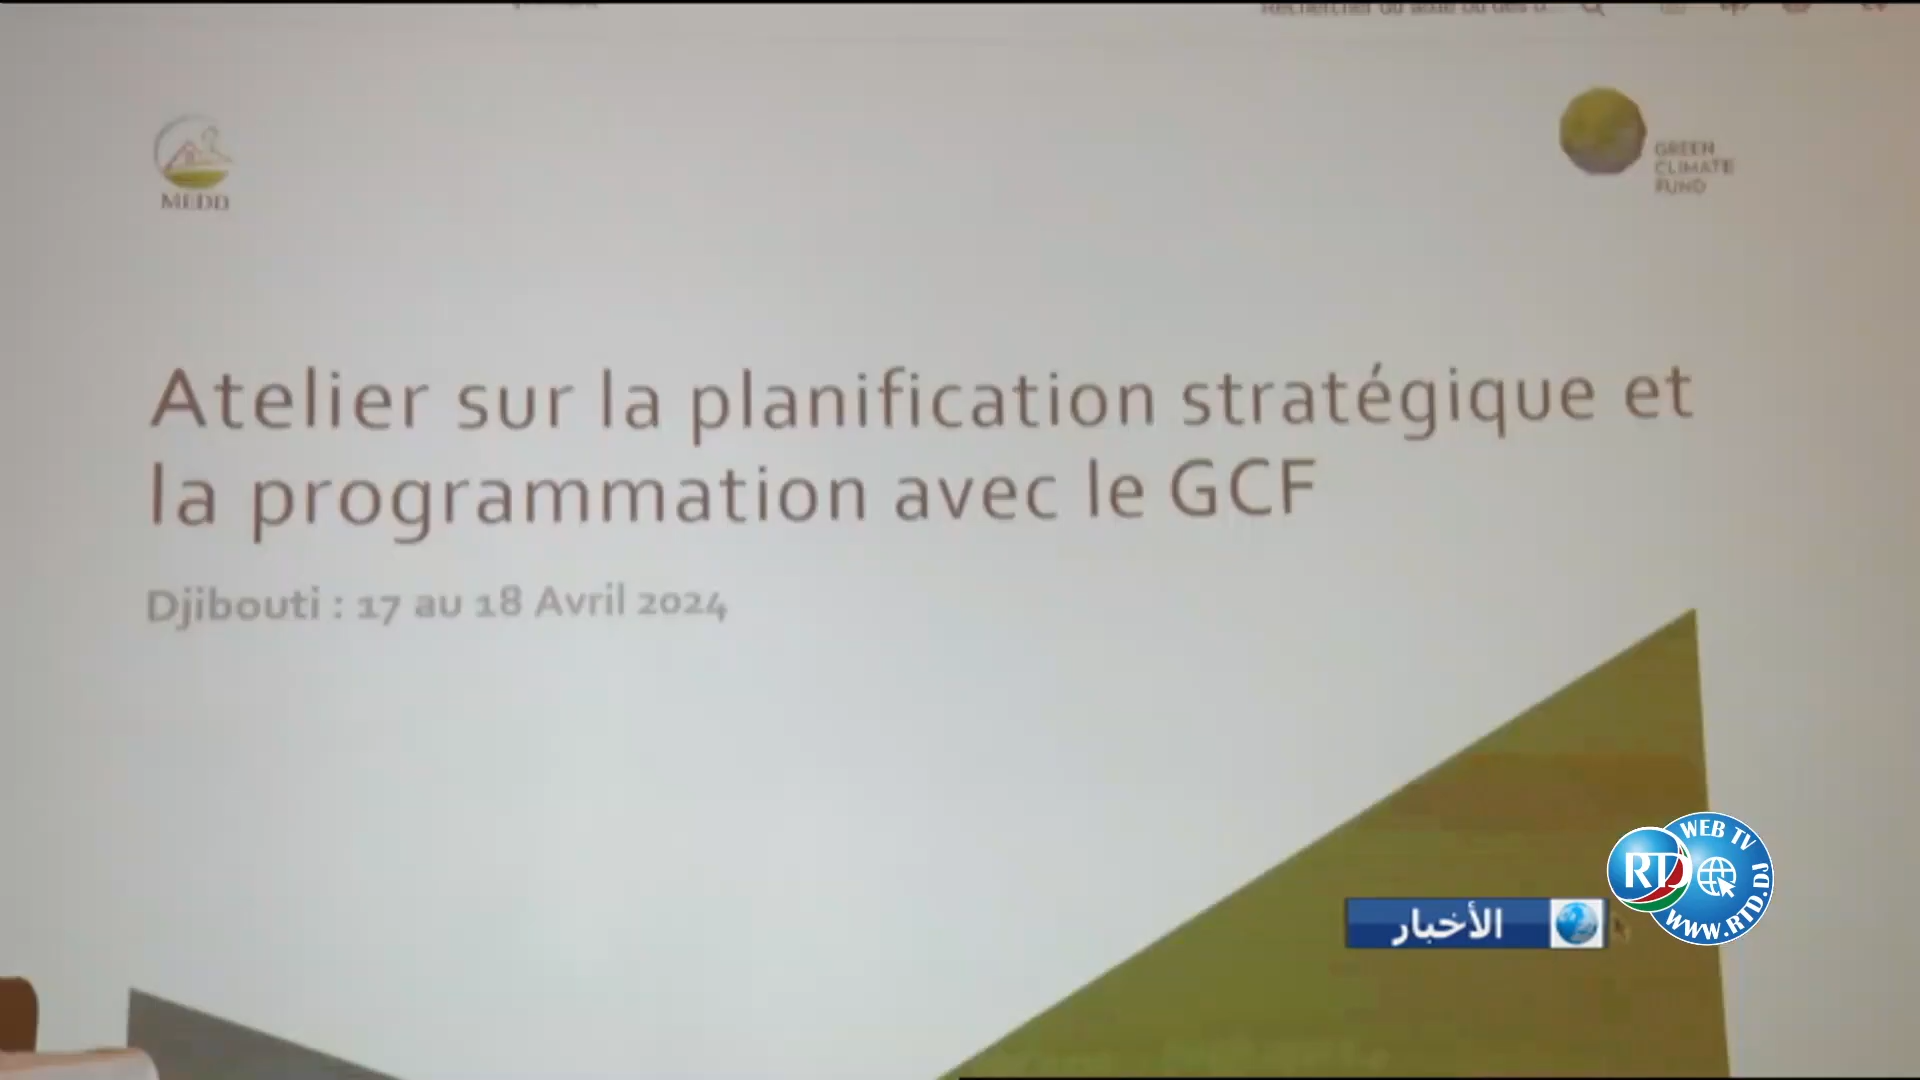 MEDD
GREEN
CLIMATE
FUND
Atelier sur la planification stratégique et
la programmation avec le GCF
Djibouti : 17 au 18 Avril 2024
WEB TV
RTD
WWW.RTD.DJ
الأخبار